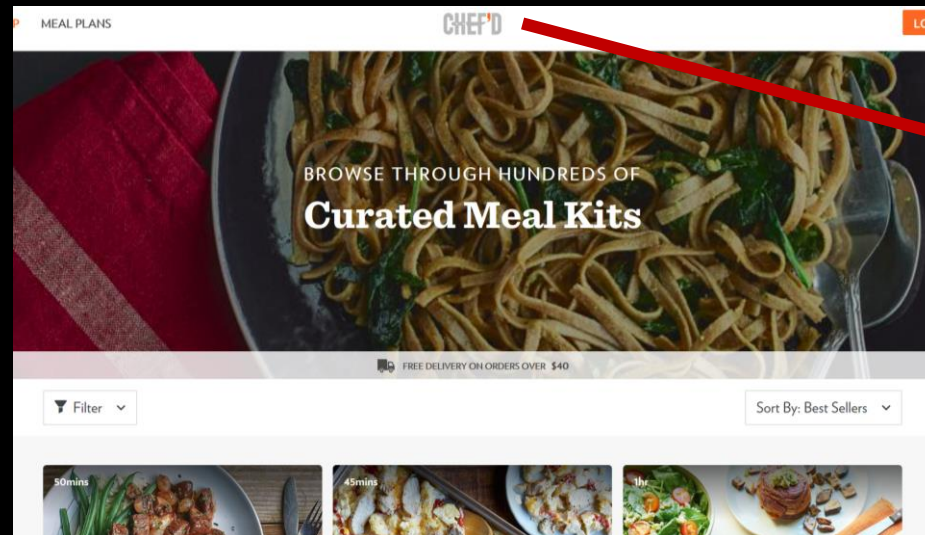 P MEAL PLANS CHEF'D LO
BROWSE THROUGH HUNDREDS OF
Curated Meal Kits
FREE DELIVERY ON ORDERS OVER $40
Filter Sort By: Best Sellers
50mins 45mins 1hr